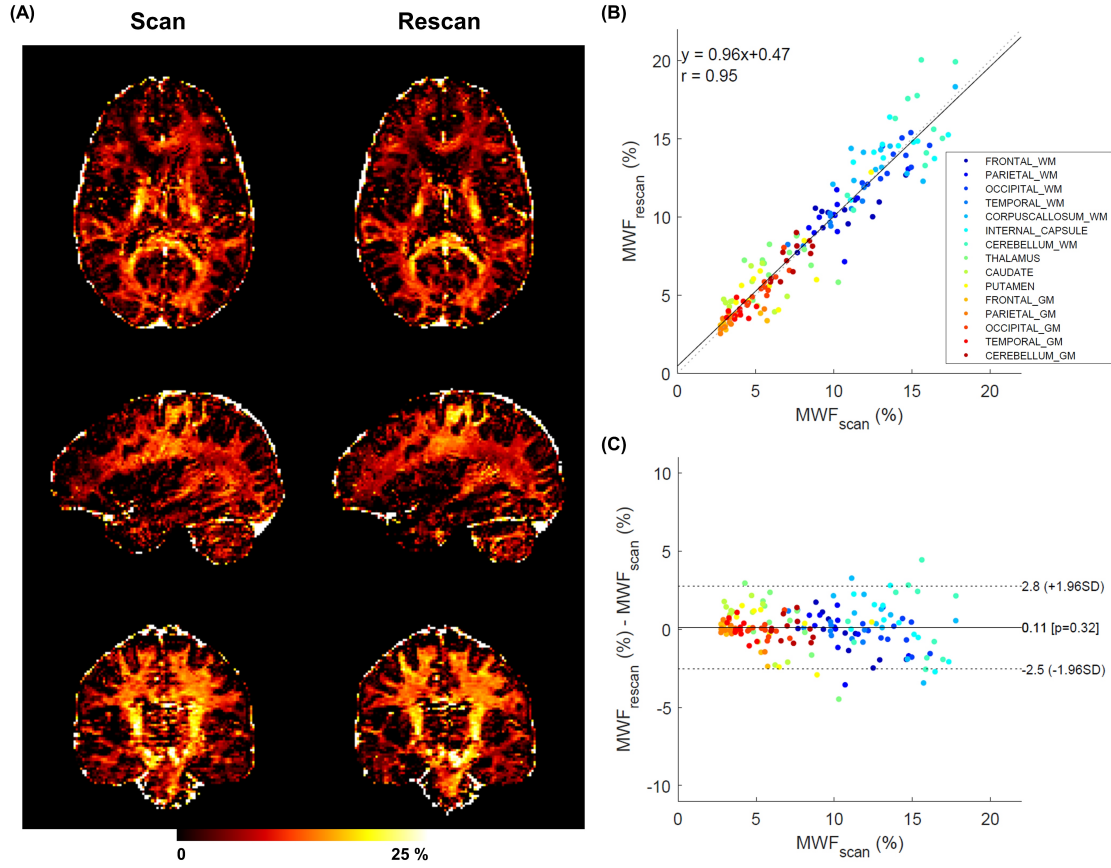 (A)
Scan
Rescan
0
25 %
(B)
y = 0.96x+0.47
r = 0.95
20
15
10
5
0
0
5
10
15
20
MWFrescan (%)
MWFscan (%)
FRONTAL_WM
PARIETAL_WM
OCCIPITAL_WM
TEMPORAL_WM
CORPUSCALLOSUM_WM
INTERNAL_CAPSULE
CEREBELLUM_WM
THALAMUS
CAUDATE
PUTAMEN
FRONTAL_GM
PARIETAL_GM
OCCIPITAL_GM
TEMPORAL_GM
CEREBELLUM_GM
(C)
10
5
0
-5
-10
0
5
10
15
20
MWFrescan (%) - MWFscan (%)
2.8 (+1.96SD)
0.11 [p=0.32]
-2.5 (-1.96SD)
MWFscan (%)